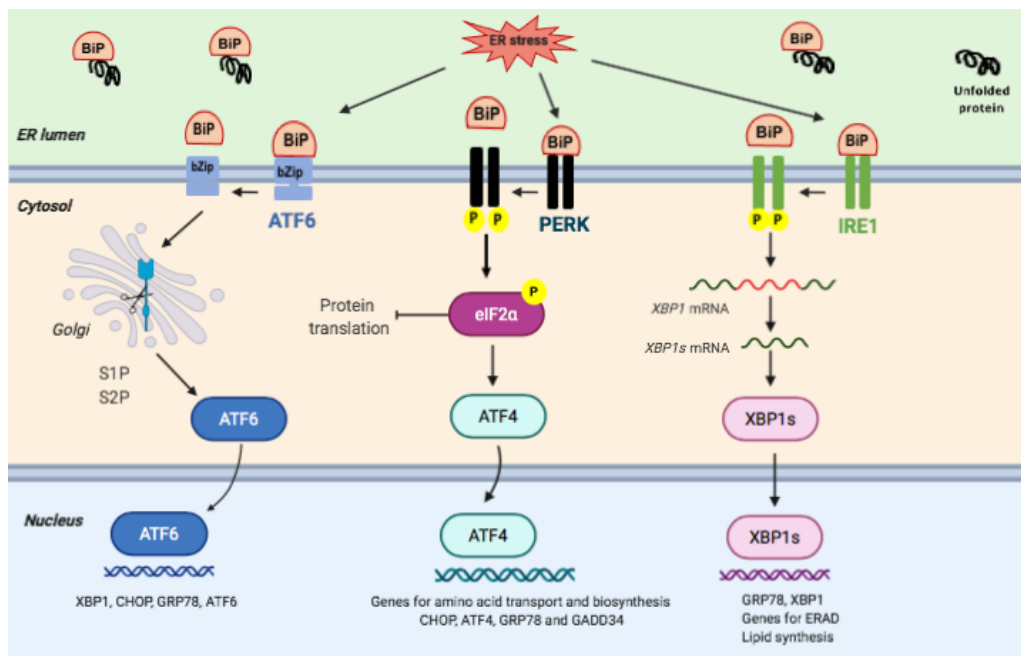 BiP
BiP
ER stress
BiP
Unfolded
protein
ER lumen
BiP
BiP
BiP
BiP
BiP
BiP
bZip
bZip
Cytosol
ATF6
P P
PERK
P P
IRE1
Golgi
Protein
translation
eIF2α
P
XBP1 mRNA
XBP1s mRNA
S1P
S2P
ATF6
ATF4
XBP1s
Nucleus
ATF6
ATF4
XBP1s
XBP1, CHOP, GRP78, ATF6
Genes for amino acid transport and biosynthesis
CHOP, ATF4, GRP78 and GADD34
GRP78, XBP1
Genes for ERAD
Lipid synthesis